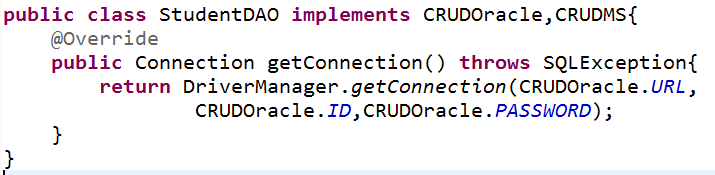 public class StudentDAO implements CRUDOracle,CRUDMS{
@Override
public Connection getConnection() throws SQLException{
return DriverManager.getConnection(CRUDOracle.URL,
CRUDOracle.ID,CRUDOracle.PASSWORD);
}
}